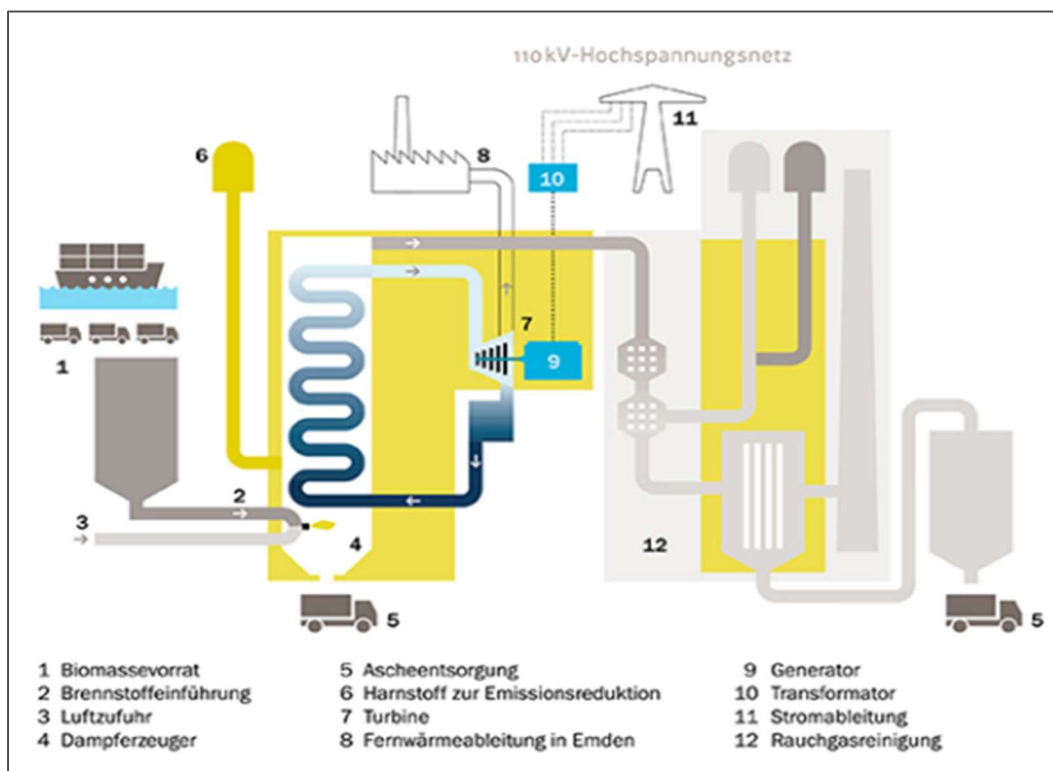 110 kV-Hochspannungsnetz
11
6
8
10
7
9
1
2
3
4
12
5
5
1 Biomassevorrat
2 Brennstoffeinführung
3 Luftzufuhr
4 Dampferzeuger
5 Ascheentsorgung
6 Harnstoff zur Emissionsreduktion
7 Turbine
8 Fernwärmeableitung in Emden
9 Generator
10 Transformator
11 Stromableitung
12 Rauchgasreinigung